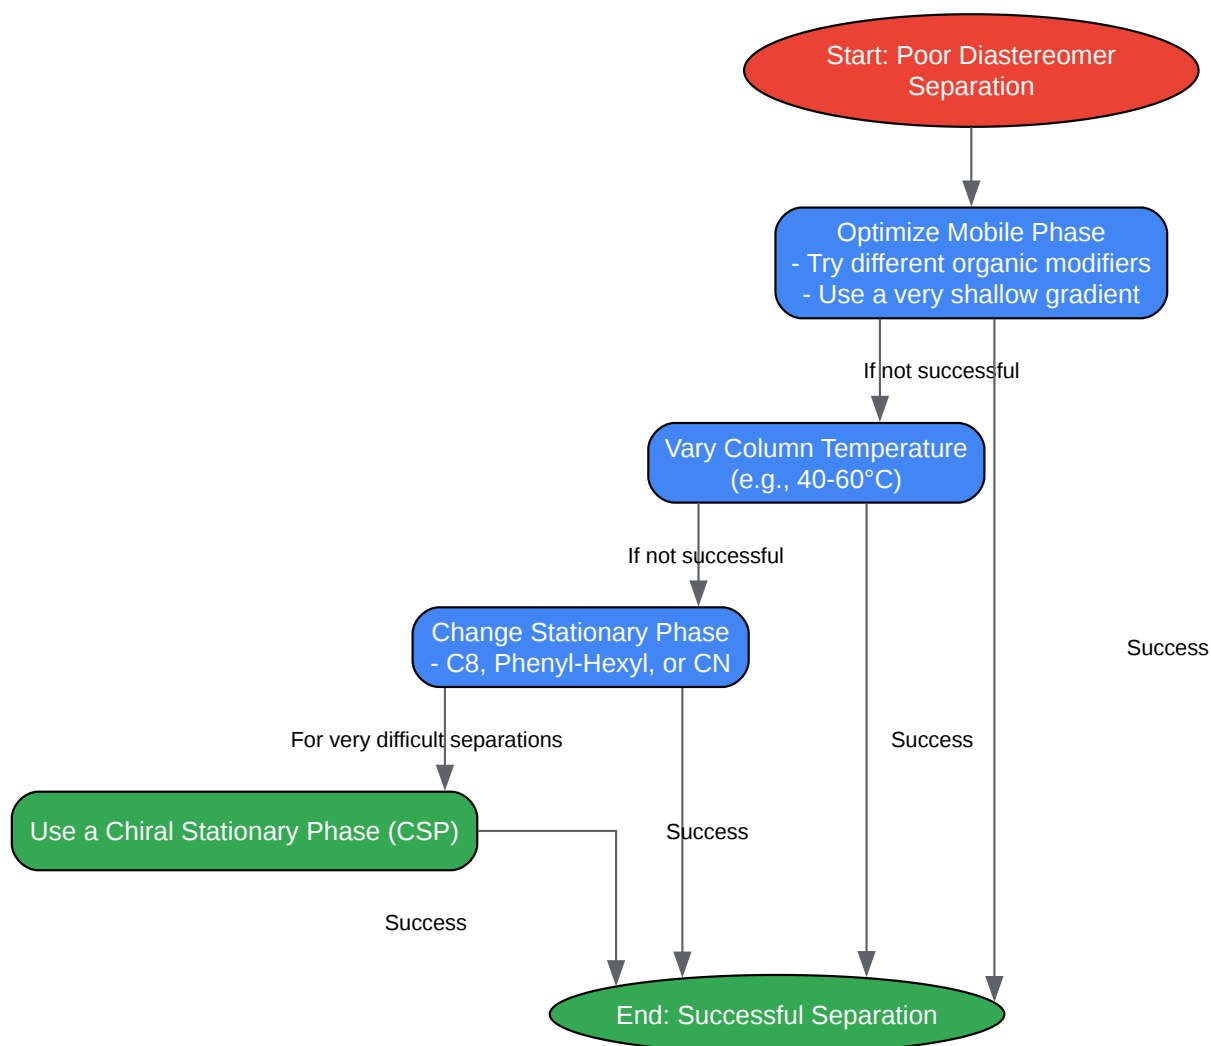 Start: Poor Diastereomer
Separation
Optimize Mobile Phase
- Try different organic modifiers
- Use a very shallow gradient
If not successful
Vary Column Temperature
(e.g., 40-60°C)
If not successful
Change Stationary Phase
- C8, Phenyl-Hexyl, or CN
Success
For very difficult separations
Success
Use a Chiral Stationary Phase (CSP)
Success
Success
End: Successful Separation